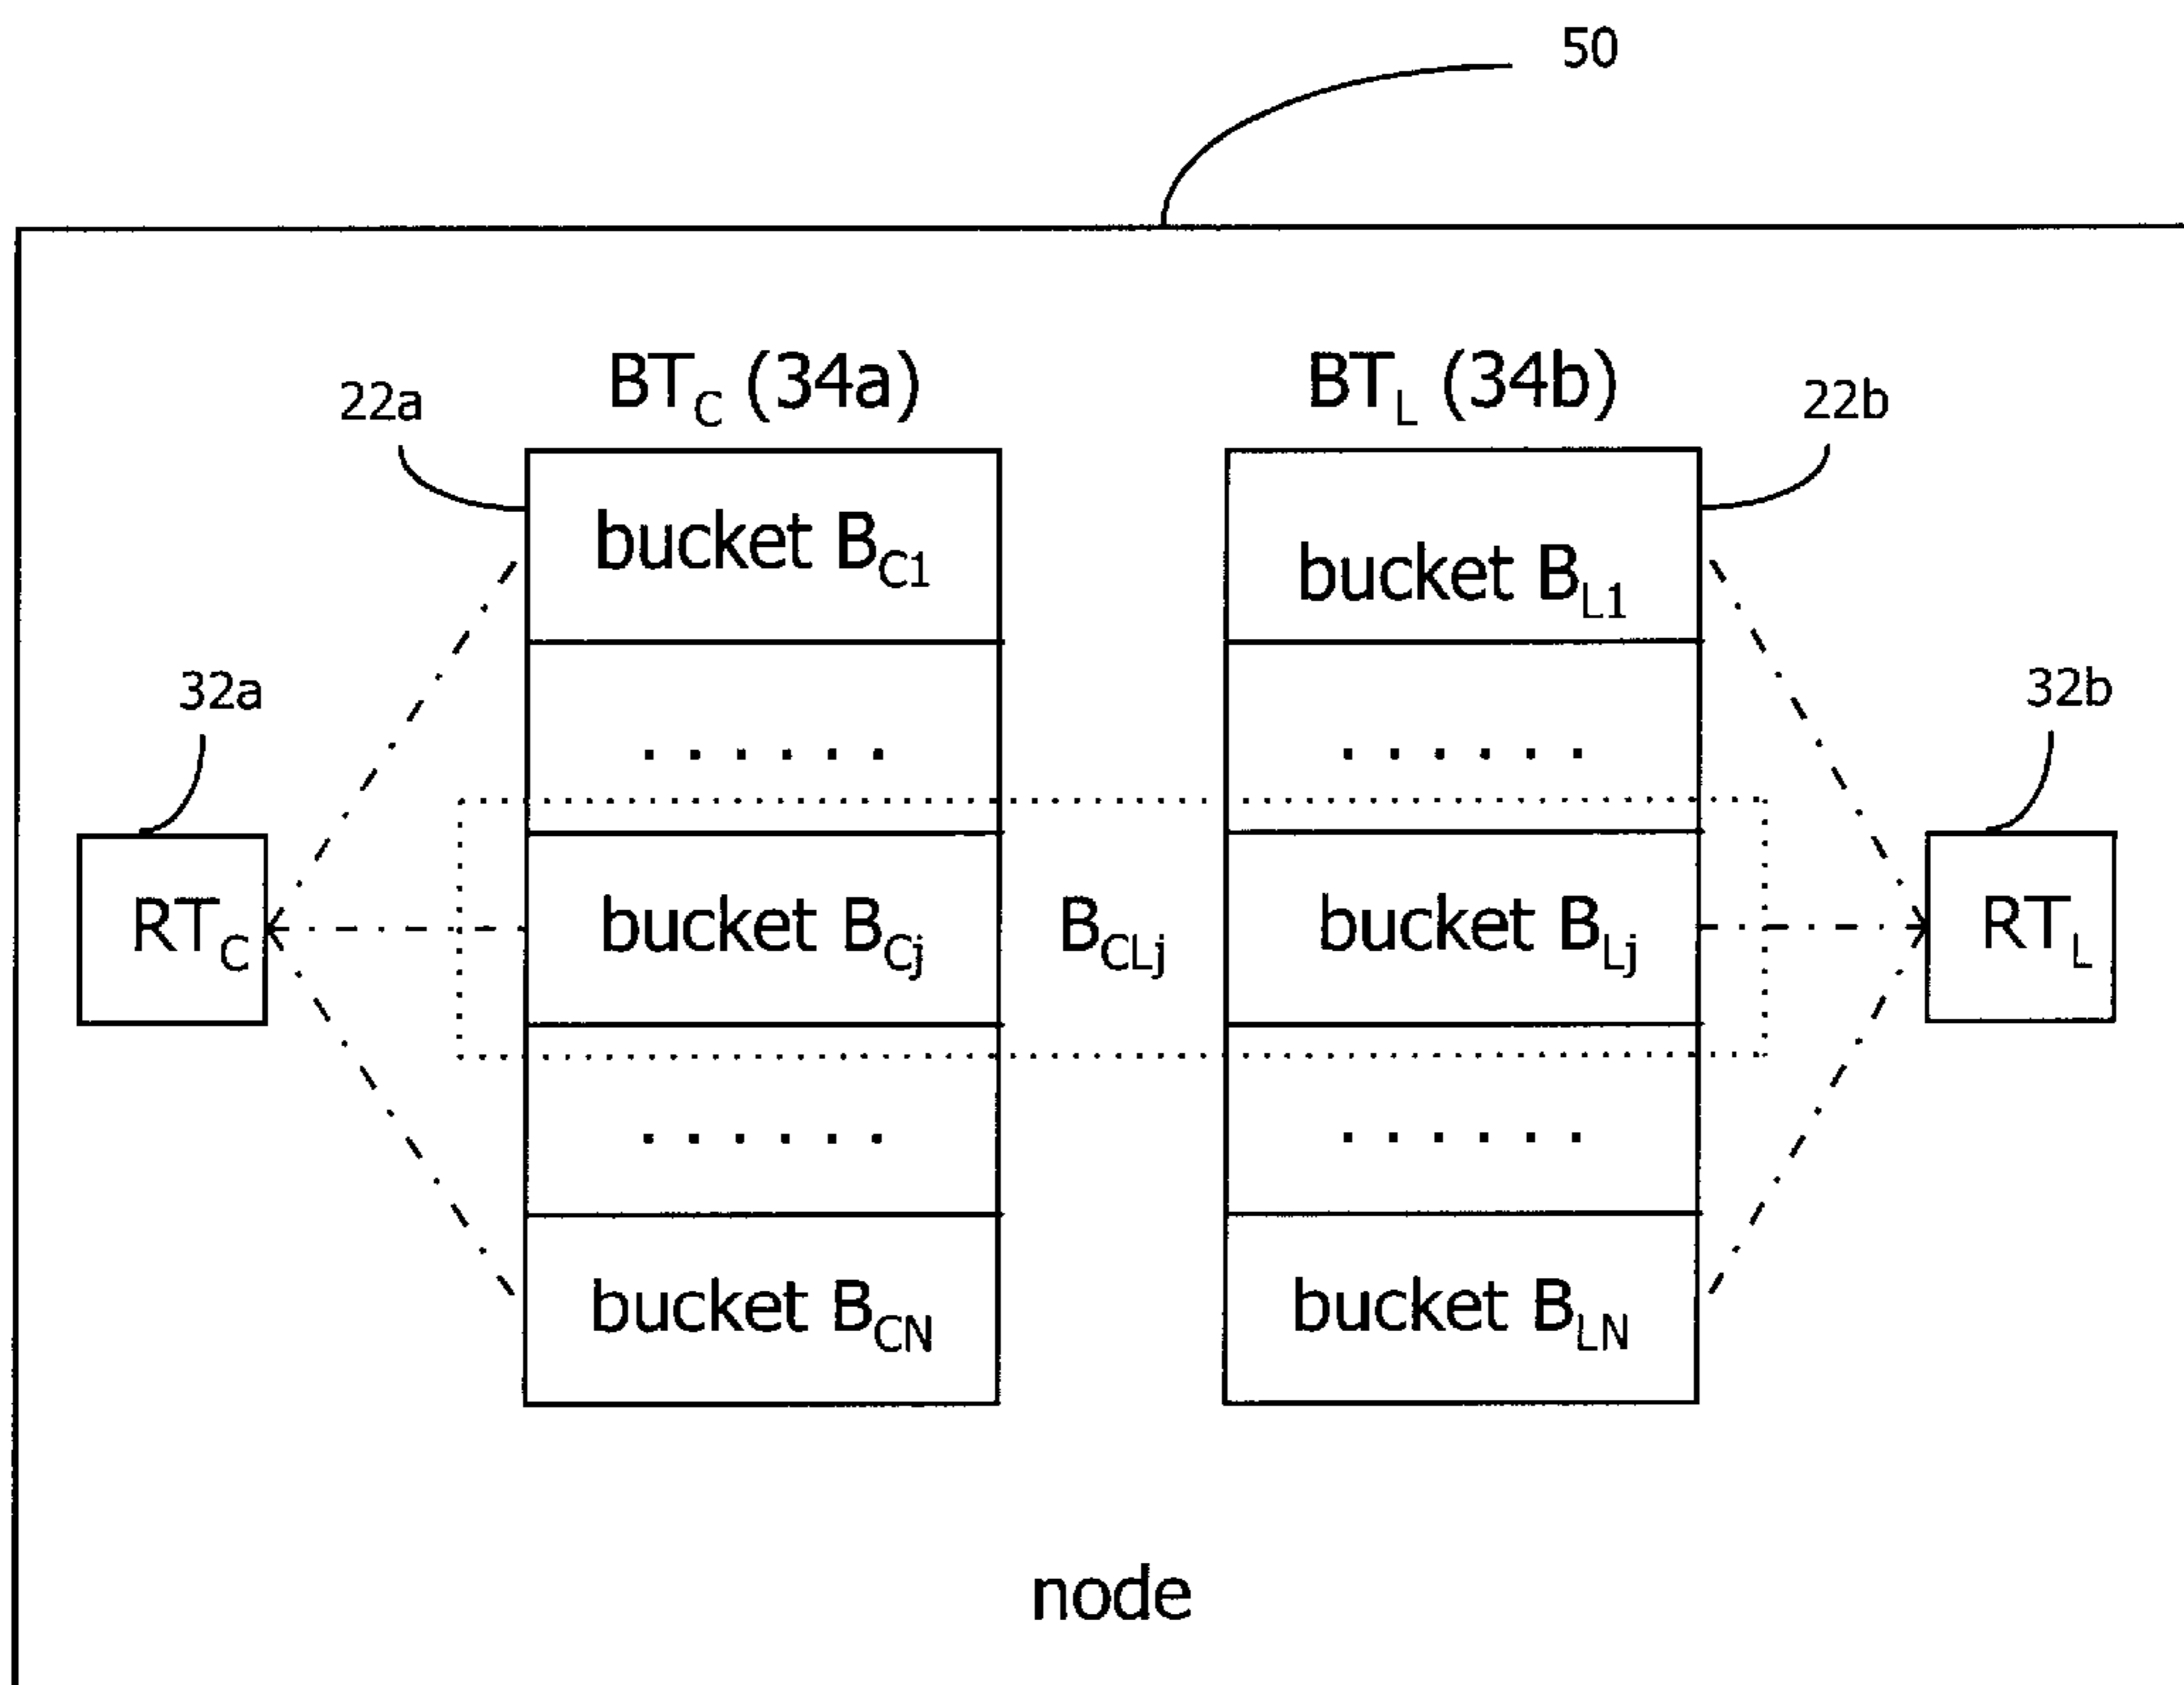 50
BT_C (34a)
BT_L (34b)
22a
22b
bucket B_C1
bucket B_L1
32a
32b
. . . . . .
. . . . . .
RT_C
bucket B_Cj
B_CLj
bucket B_Lj
RT_L
. . . . . .
. . . . . .
bucket B_CN
bucket B_LN
node